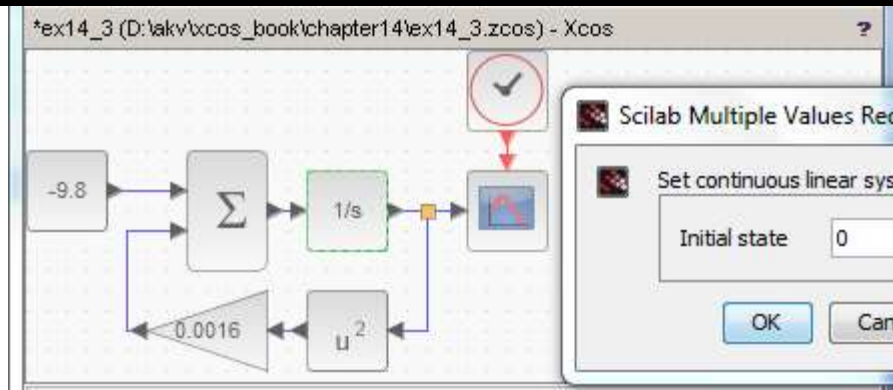 *ex14_3 (D:\akv\xcos_book\chapter14\ex14_3.zcos) - Xcos ?
Scilab Multiple Values Rec
-9.8
Σ
1/s
Set continuous linear sys
Initial state 0
0.0016
u²
OK
Can